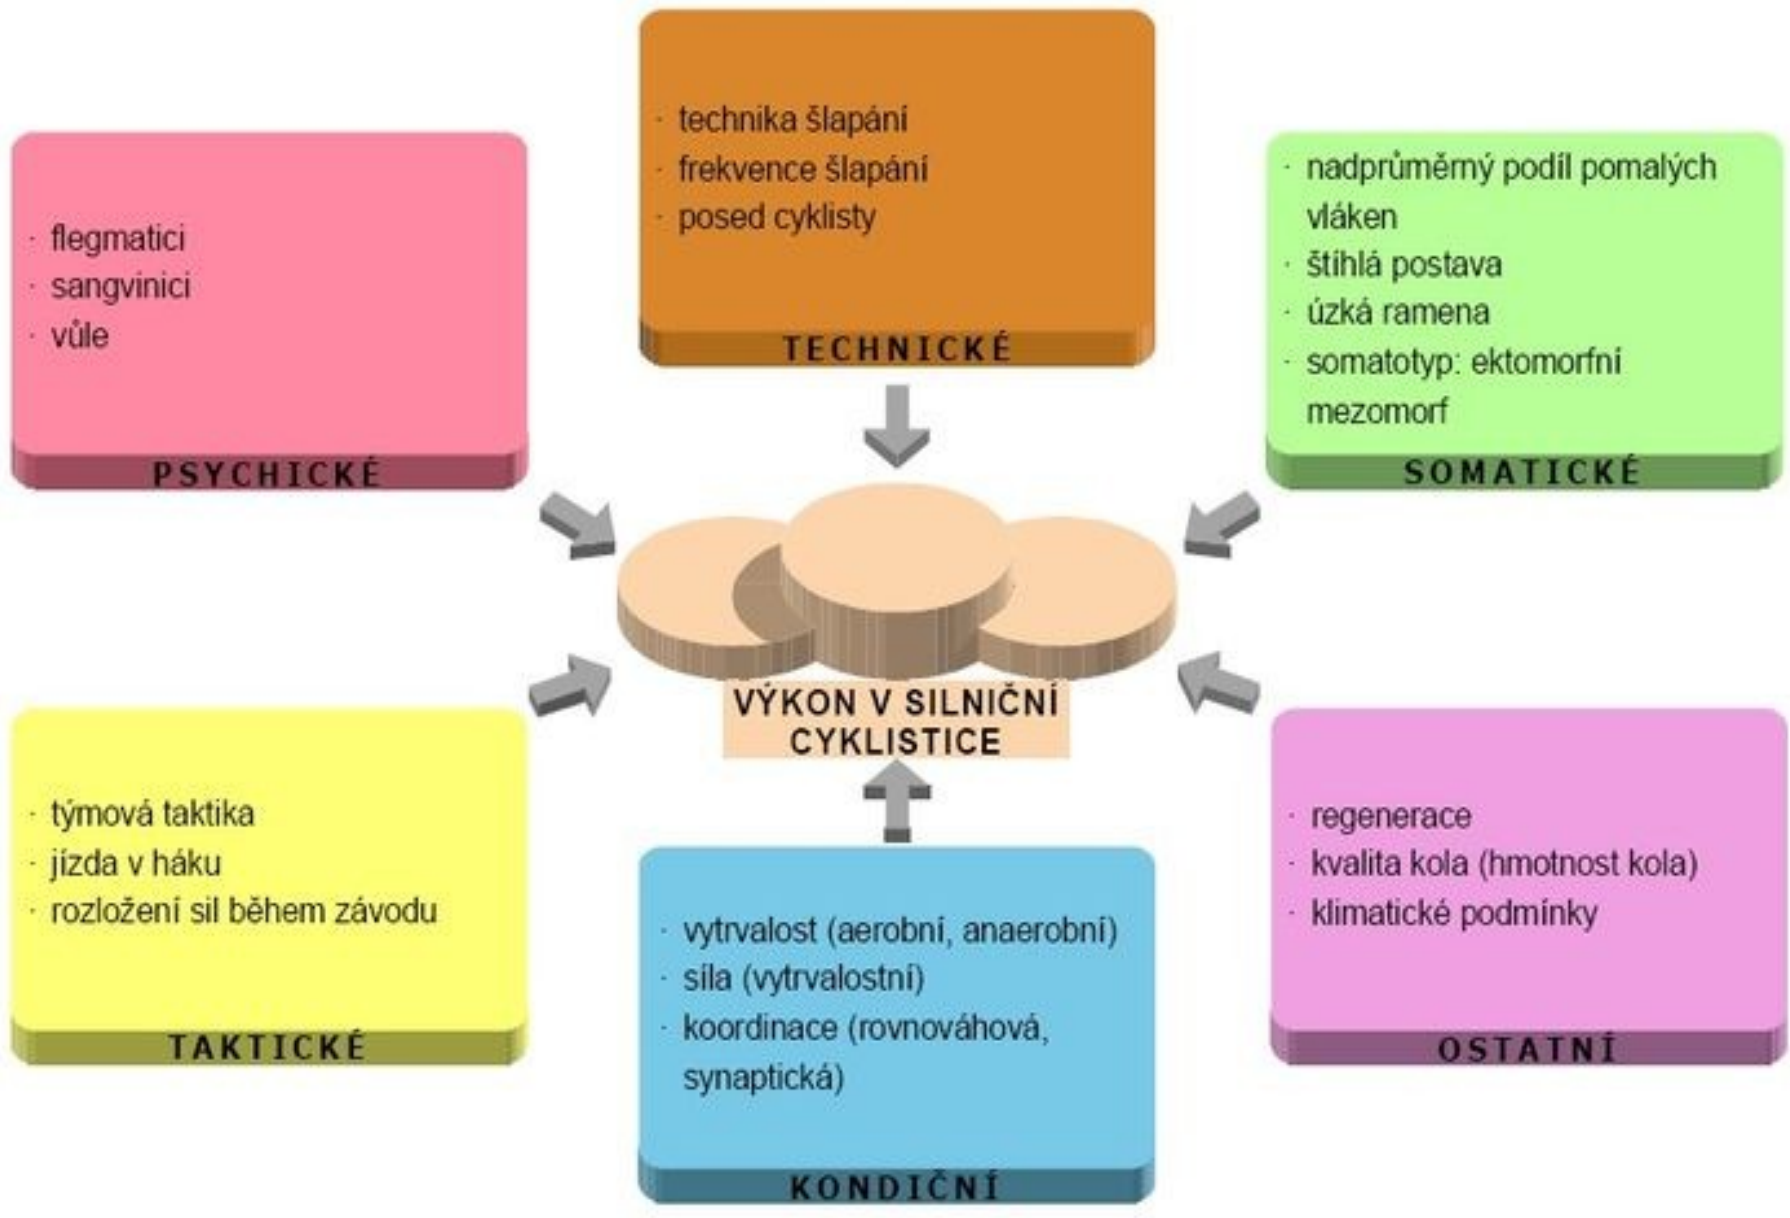 · technika šlapání
· frekvence šlapání
· posed cyklisty
TECHNICKÉ
· flegmatici
· sangvinici
· vůle
PSYCHICKÉ
· nadprůměrný podíl pomalých
vláken
· štíhlá postava
· úzká ramena
· somatotyp: ektomorfní
mezomorf
SOMATICKÉ
VÝKON V SILNIČNÍ
CYKLISTICE
· týmová taktika
· jízda v háku
· rozložení sil během závodu
TAKTICKÉ
· vytrvalost (aerobní, anaerobní)
· síla (vytrvalostní)
· koordinace (rovnováhová,
synaptická)
KONDIČNÍ
· regenerace
· kvalita kola (hmotnost kola)
· klimatické podmínky
OSTATNÍ